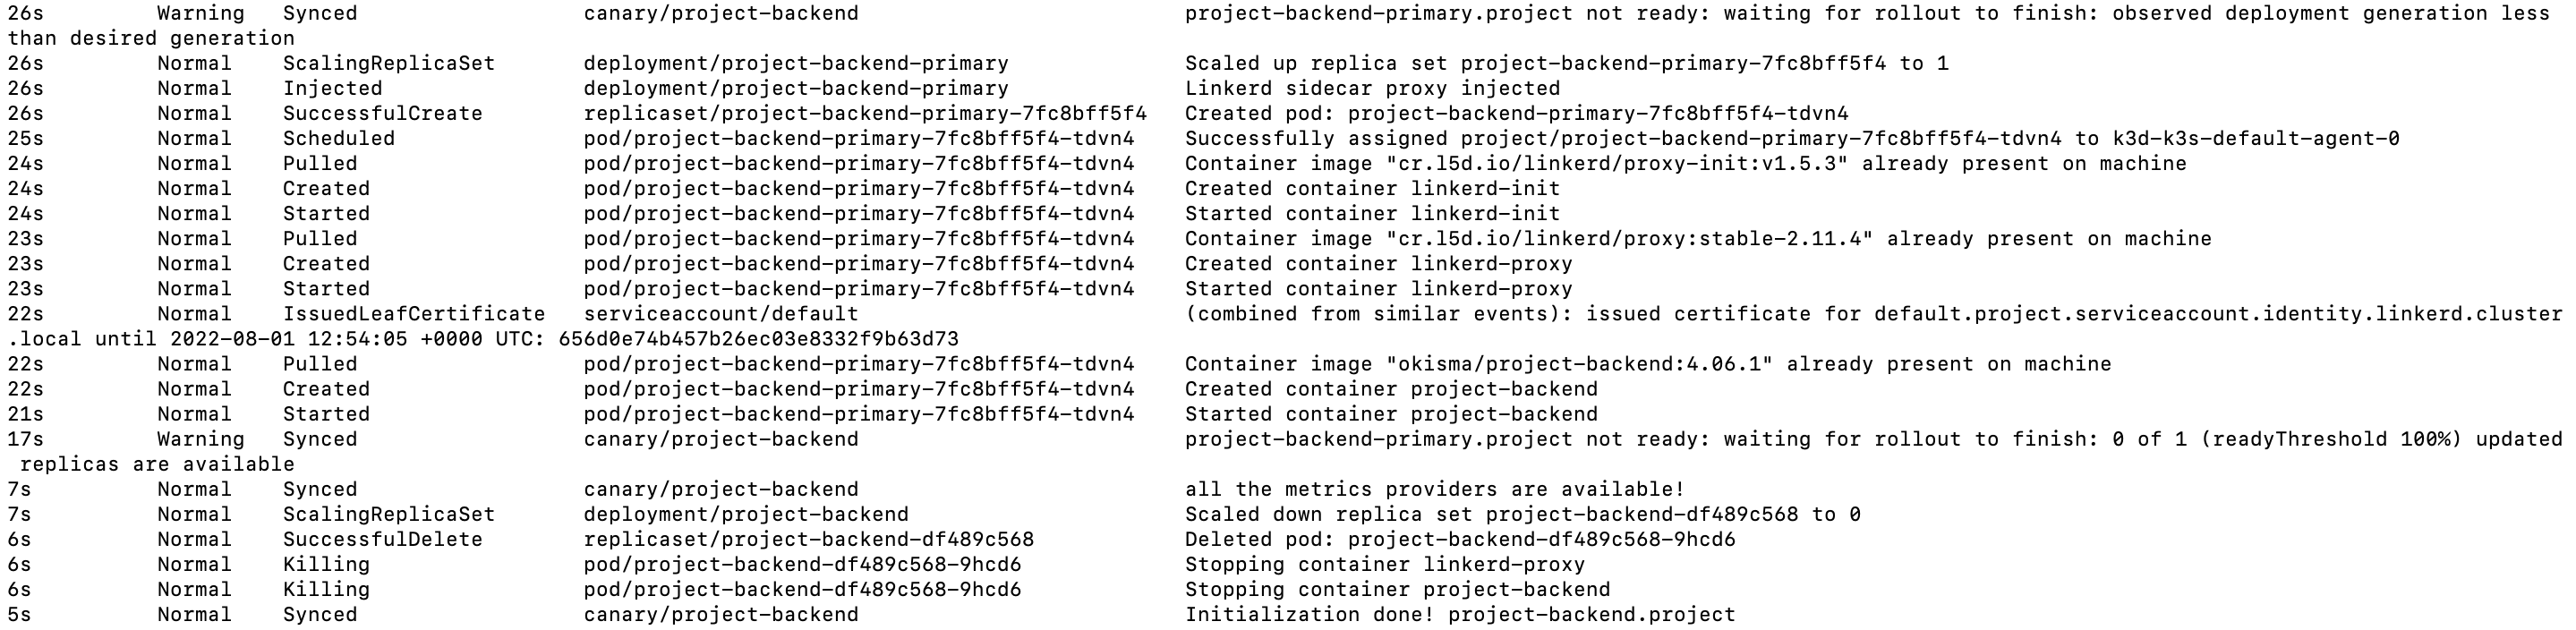 26s Warning Synced canary/project-backend project-backend-primary.project not ready: waiting for rollout to finish: observed deployment generation less
than desired generation
26s Normal ScalingReplicaSet deployment/project-backend-primary Scaled up replica set project-backend-primary-7fc8bff5f4 to 1
26s Normal Injected deployment/project-backend-primary Linkerd sidecar proxy injected
26s Normal SuccessfulCreate replicaset/project-backend-primary-7fc8bff5f4 Created pod: project-backend-primary-7fc8bff5f4-tdvn4
25s Normal Scheduled pod/project-backend-primary-7fc8bff5f4-tdvn4 Successfully assigned project/project-backend-primary-7fc8bff5f4-tdvn4 to k3d-k3s-default-agent-0
24s Normal Pulled pod/project-backend-primary-7fc8bff5f4-tdvn4 Container image "cr.l5d.io/linkerd/proxy-init:v1.5.3" already present on machine
24s Normal Created pod/project-backend-primary-7fc8bff5f4-tdvn4 Created container linkerd-init
24s Normal Started pod/project-backend-primary-7fc8bff5f4-tdvn4 Started container linkerd-init
23s Normal Pulled pod/project-backend-primary-7fc8bff5f4-tdvn4 Container image "cr.l5d.io/linkerd/proxy:stable-2.11.4" already present on machine
23s Normal Created pod/project-backend-primary-7fc8bff5f4-tdvn4 Created container linkerd-proxy
23s Normal Started pod/project-backend-primary-7fc8bff5f4-tdvn4 Started container linkerd-proxy
22s Normal IssuedLeafCertificate serviceaccount/default (combined from similar events): issued certificate for default.project.serviceaccount.identity.linkerd.cluster
.local until 2022-08-01 12:54:05 +0000 UTC: 656d0e74b457b26ec03e8332f9b63d73
22s Normal Pulled pod/project-backend-primary-7fc8bff5f4-tdvn4 Container image "okisma/project-backend:4.06.1" already present on machine
22s Normal Created pod/project-backend-primary-7fc8bff5f4-tdvn4 Created container project-backend
21s Normal Started pod/project-backend-primary-7fc8bff5f4-tdvn4 Started container project-backend
17s Warning Synced canary/project-backend project-backend-primary.project not ready: waiting for rollout to finish: 0 of 1 (readyThreshold 100%) updated
replicas are available
7s Normal Synced canary/project-backend all the metrics providers are available!
7s Normal ScalingReplicaSet deployment/project-backend Scaled down replica set project-backend-df489c568 to 0
6s Normal SuccessfulDelete replicaset/project-backend-df489c568 Deleted pod: project-backend-df489c568-9hcd6
6s Normal Killing pod/project-backend-df489c568-9hcd6 Stopping container linkerd-proxy
6s Normal Killing pod/project-backend-df489c568-9hcd6 Stopping container project-backend
5s Normal Synced canary/project-backend Initialization done! project-backend.project